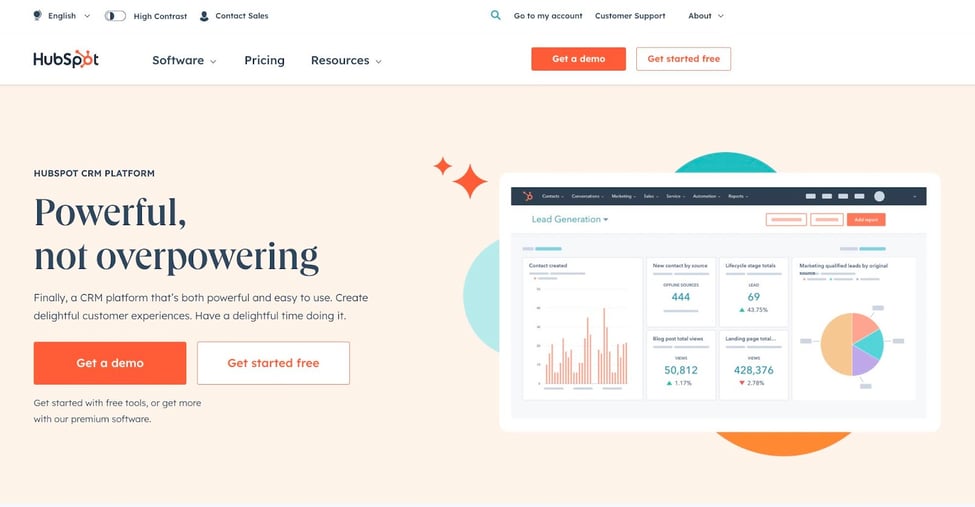 English High Contrast Contact Sales Go to my account Customer Support About
HubSpot Software Pricing Resources Get a demo Get started free
HUBSPOT CRM PLATFORM
Powerful,
not overpowering
Finally, a CRM platform that's both powerful and easy to use. Create
delightful customer experiences. Have a delightful time doing it.
Get a demo Get started free
Get started with free tools, or get more
with our premium software.
Contacts Conversations Marketing Sales Service Automation Reports
Lead Generation Add report
Contact created
New contact by source
OFFLINE SOURCES
444
Lifecycle stage totals
LEAD
69
43.75%
Marketing qualified leads by original
source
Blog post total views
VIEWS
50,812
1.17%
Landing page total...
VIEWS
428,376
2.78%